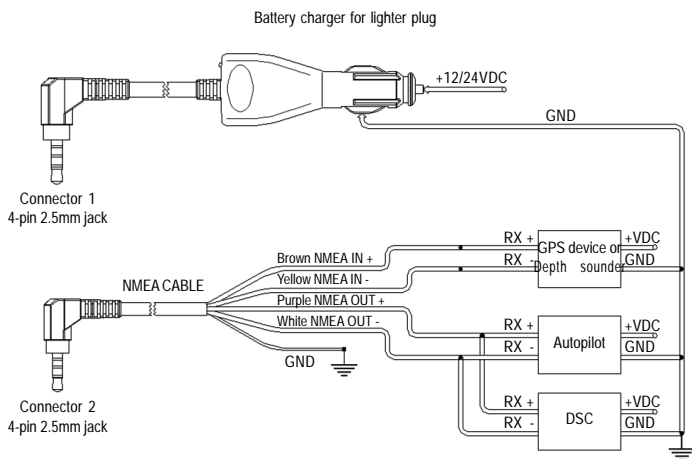 Battery charger for lighter plug
+12/24VDC
GND
Connector 1
4-pin 2.5mm jack
NMEA CABLE
Brown NMEA IN +
Yellow NMEA IN -
Purple NMEA OUT +
White NMEA OUT -
GND
RX +
RX -
GPS device or
Depth sounder
+VDC
GND
RX +
RX -
Autopilot
+VDC
GND
RX +
RX -
DSC
+VDC
GND
Connector 2
4-pin 2.5mm jack